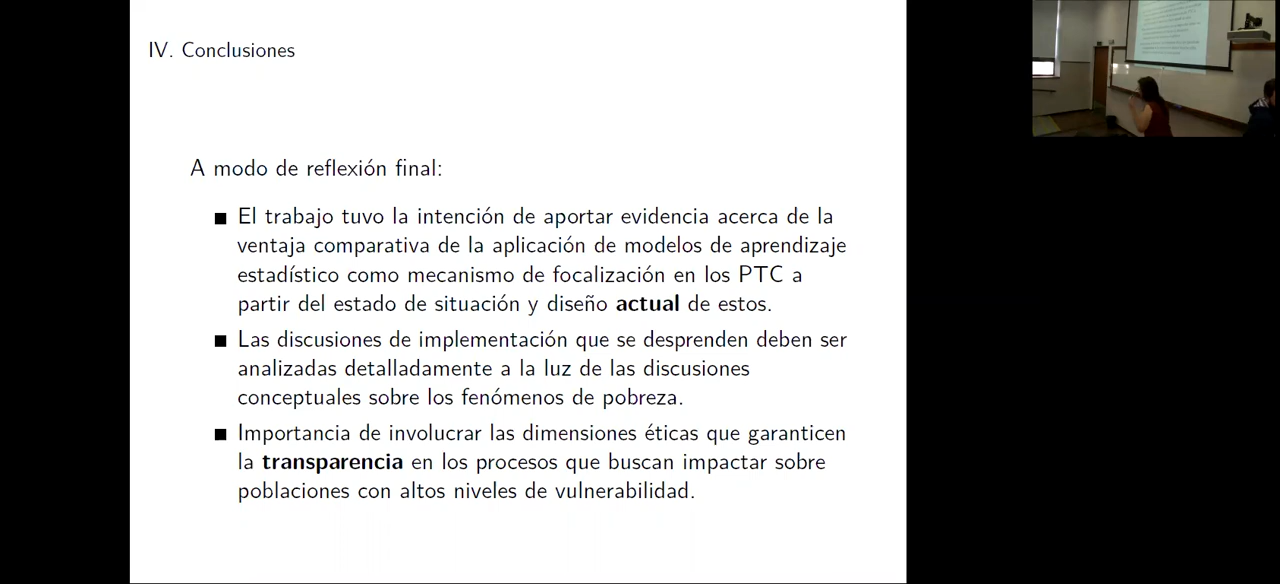 IV. Conclusiones
A modo de reflexión final:
■ El trabajo tuvo la intención de aportar evidencia acerca de la
ventaja comparativa de la aplicación de modelos de aprendizaje
estadístico como mecanismo de focalización en los PTC a
partir del estado de situación y diseño actual de estos.
■ Las discusiones de implementación que se desprenden deben ser
analizadas detalladamente a la luz de las discusiones
conceptuales sobre los fenómenos de pobreza.
■ Importancia de involucrar las dimensiones éticas que garanticen
la transparencia en los procesos que buscan impactar sobre
poblaciones con altos niveles de vulnerabilidad.